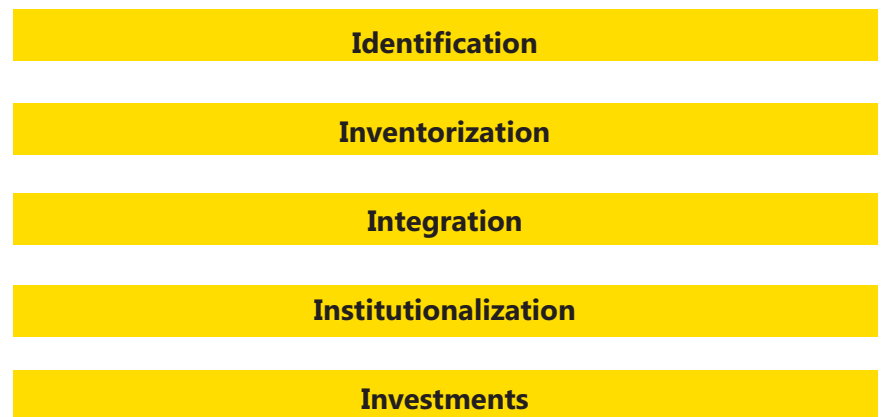 Identification
Inventorization
Integration
Institutionalization
Investments